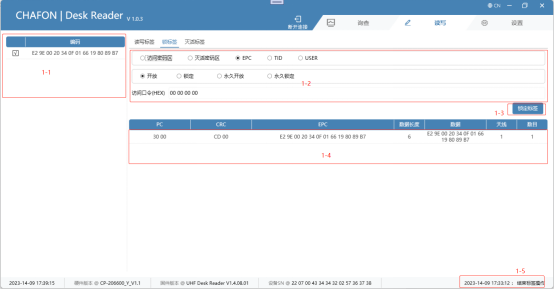 CHAFON | Desk Reader V 1.0.3
CN
断开连接
询查
读写
设置
编码
E2 9E 00 20 34 0F 01 66 19 80 89 B7
1-1
读写标签 锁标签 灭活标签
访问密码区 灭活密码区 EPC TID USER
开放 锁定 永久开放 永久锁定
1-2
访问口令(HEX) 00 00 00 00
1-3
锁定标签
PC CRC EPC 数据长度 数据 天线 数目
30 00 CD 00 E2 9E 00 20 34 0F 01 66 19 80 89 B7 6 E2 9E 00 20 34 0F 01 66 19 80 89 B7 1 1
1-4
1-5
2023-14-09 17:39:15 硬件版本 @ CP-206600_Y_V1.1 固件版本 @ UHF Desk Reader V1.4.08.01 设备SN @ 22 07 00 43 34 34 32 02 57 36 37 38 2023-14-09 17:33:12 : 结束标签操作